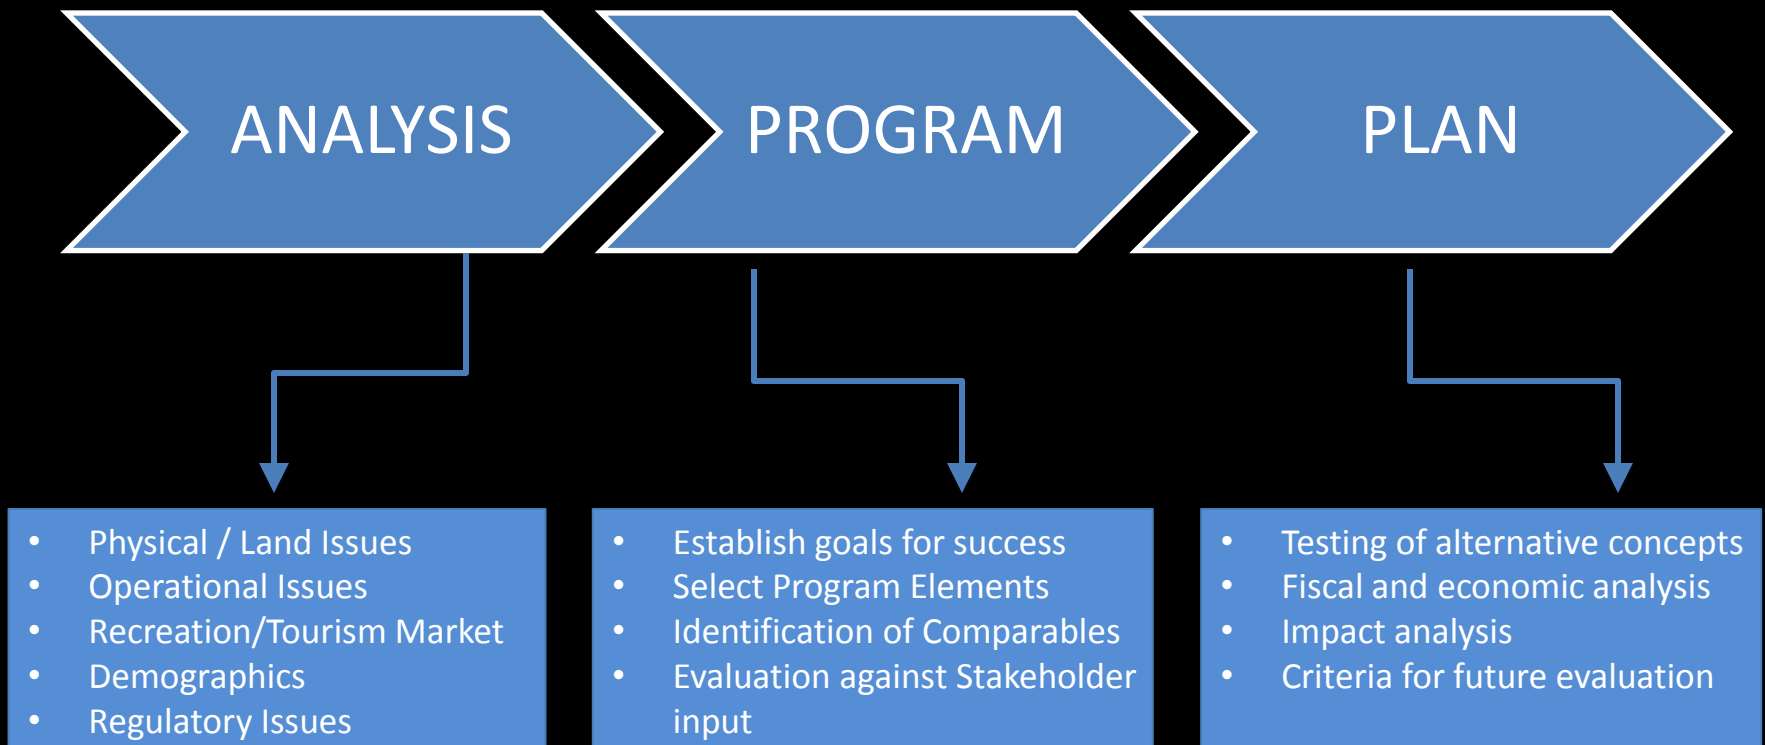 ANALYSIS
PROGRAM
PLAN
• Physical / Land Issues
• Operational Issues
• Recreation/Tourism Market
• Demographics
• Regulatory Issues
• Establish goals for success
• Select Program Elements
• Identification of Comparables
• Evaluation against Stakeholder
input
• Testing of alternative concepts
• Fiscal and economic analysis
• Impact analysis
• Criteria for future evaluation